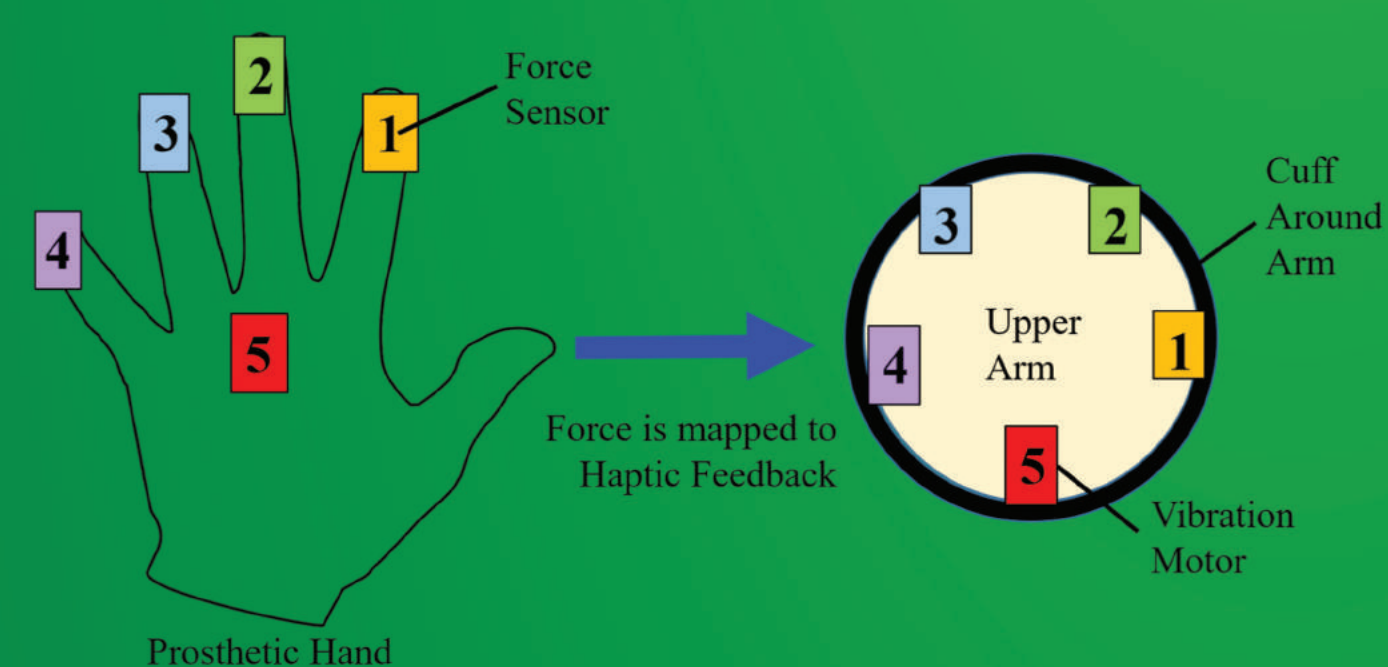 2
Force
Sensor
3
1
4
5
Prosthetic Hand
Force is mapped to
Haptic Feedback
Cuff
Around
Arm
3
2
Upper
Arm
4
1
5
Vibration
Motor